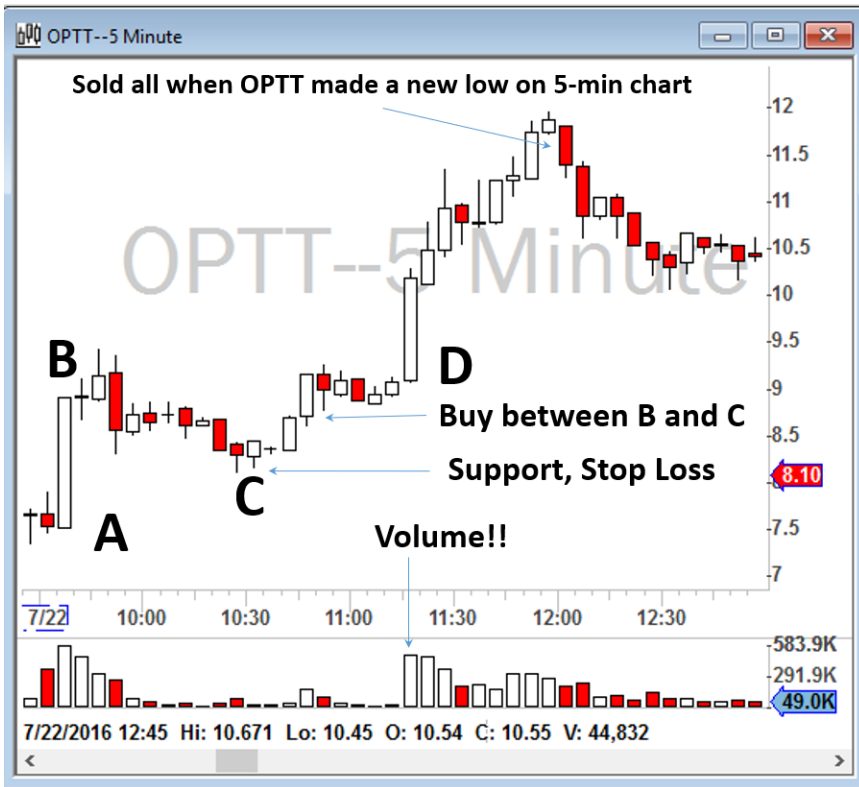 OPTT--5 Minute
Sold all when OPTT made a new low on 5-min chart
12
11.5
11
OPTT--5 Minute
10.5
10
9.5
B
D
9
Buy between B and C
8.5
Support, Stop Loss
8.10
C
A
7.5
Volume!!
7
7/22 10:00 10:30 11:00 11:30 12:00 12:30
583.9K
291.9K
49.0K
7/22/2016 12:45 Hi: 10.671 Lo: 10.45 O: 10.54 C: 10.55 V: 44,832